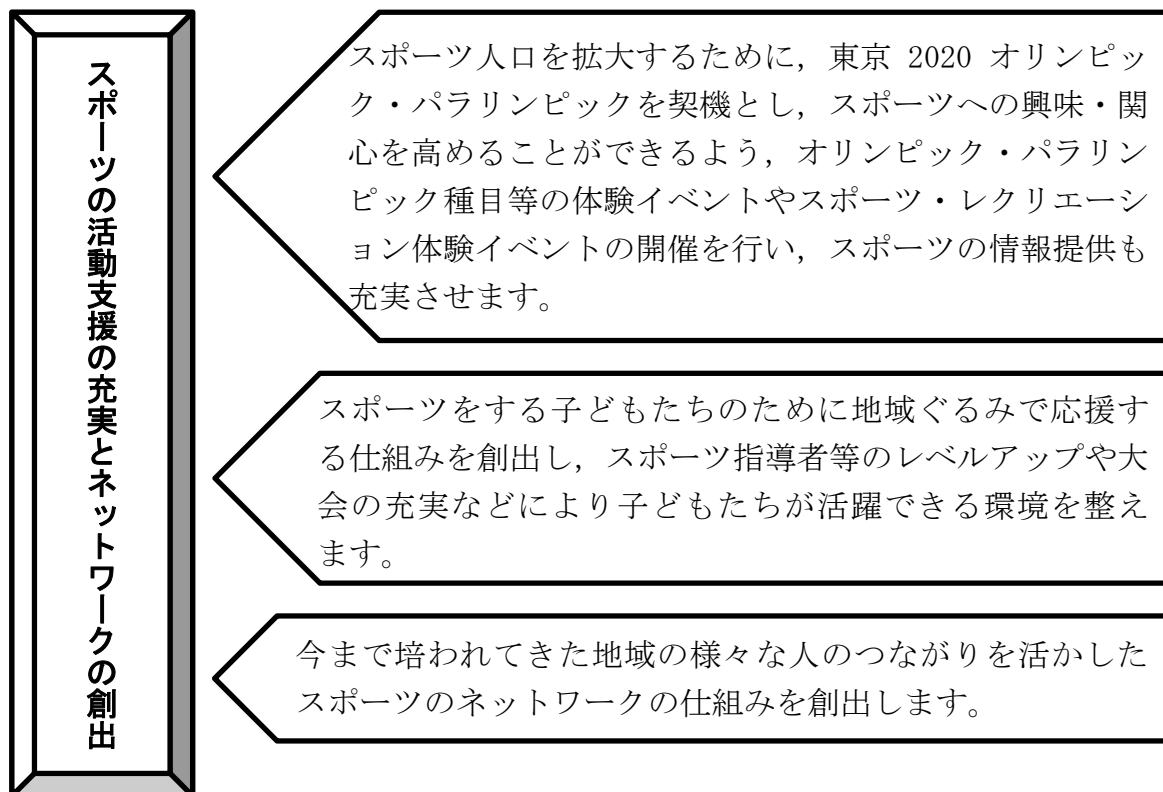 スポーツの活動支援の充実とネットワークの創出
スポーツ人口を拡大するために，東京 2020 オリンピッ
ク・パラリンピックを契機とし，スポーツへの興味・関
心を高めることができるよう，オリンピック・パラリン
ピック種目等の体験イベントやスポーツ・レクリエーシ
ョン体験イベントの開催を行い，スポーツの情報提供も
充実させます。
スポーツをする子どもたちのために地域ぐるみで応援す
る仕組みを創出し，スポーツ指導者等のレベルアップや大
会の充実などにより子どもたちが活躍できる環境を整え
ます。
今まで培われてきた地域の様々な人のつながりを活かした
スポーツのネットワークの仕組みを創出します。